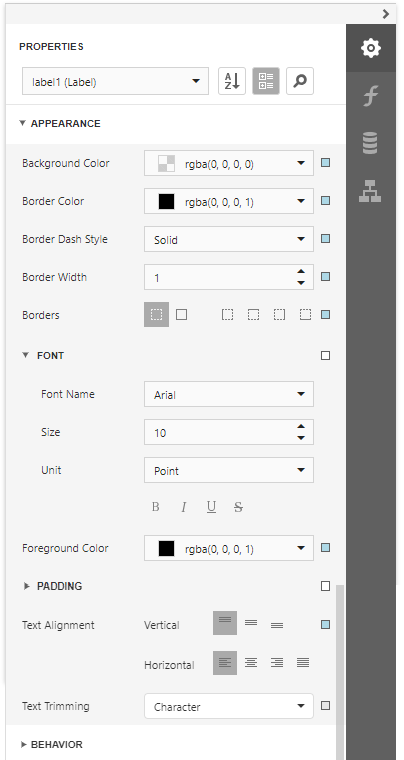 PROPERTIES
label1 (Label)
A Z
APPEARANCE
Background Color rgba(0, 0, 0, 0)
Border Color rgba(0, 0, 0, 1)
Border Dash Style Solid
Border Width 1
Borders
FONT
Font Name Arial
Size 10
Unit Point
B I U S
Foreground Color rgba(0, 0, 0, 1)
PADDING
Text Alignment Vertical
Horizontal
Text Trimming Character
BEHAVIOR